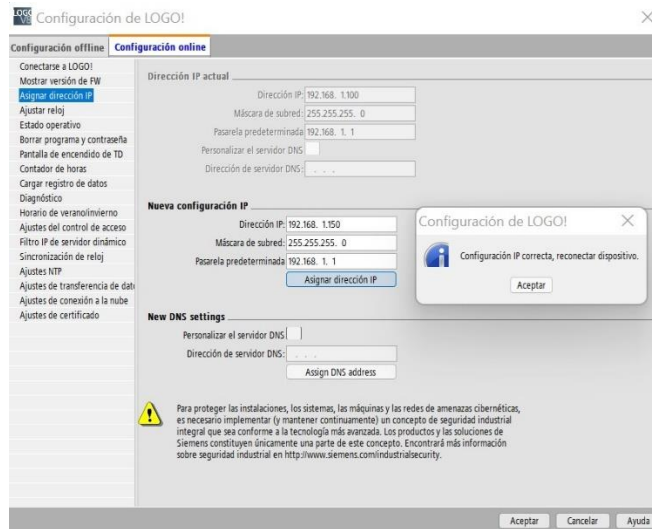 Configuración de LOGO!
Configuración offline
Configuración online
Conectarse a LOGO!
Mostrar versión de FW
Asignar dirección IP
Ajustar reloj
Estado operativo
Borrar programa y contraseña
Pantalla de encendido de TD
Contador de horas
Cargar registro de datos
Diagnóstico
Horario de verano/invierno
Ajustes del control de acceso
Filtro IP de servidor dinámico
Sincronización de reloj
Ajustes NTP
Ajustes de transferencia de dato
Ajustes de conexión a la nube
Ajustes de certificado
Dirección IP actual
Dirección IP: 192.168. 1.100
Máscara de subred: 255.255.255. 0
Pasarela predeterminada 192.168. 1. 1
Personalizar el servidor DNS
Dirección de servidor DNS: . . .
Nueva configuración IP
Dirección IP: 192.168. 1.150
Máscara de subred: 255.255.255. 0
Pasarela predeterminada 192.168. 1. 1
Asignar dirección IP
New DNS settings
Personalizar el servidor DNS
Dirección de servidor DNS: . . .
Assign DNS address
Para proteger las instalaciones, los sistemas, las máquinas y las redes de amenazas cibernéticas,
es necesario implementar (y mantener continuamente) un concepto de seguridad industrial
integral que sea conforme a la tecnología más avanzada. Los productos y las soluciones de
Siemens constituyen únicamente una parte de este concepto. Encontrará más información
sobre seguridad industrial en http://www.siemens.com/industrialsecurity.
Configuración de LOGO!
Configuración IP correcta, reconectar dispositivo.
Aceptar
Aceptar
Cancelar
Ayuda